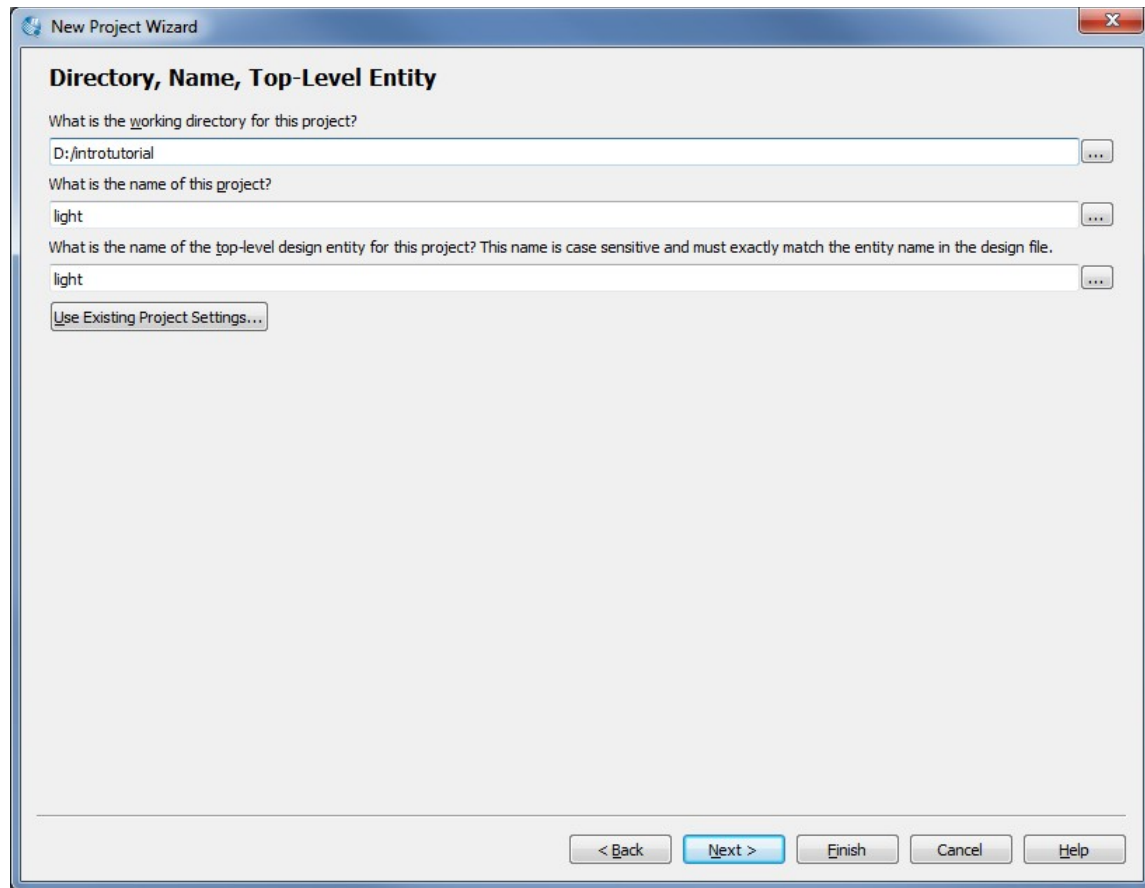 New Project Wizard
Directory, Name, Top-Level Entity
What is the working directory for this project?
D:/introtutorial
...
What is the name of this project?
light
...
What is the name of the top-level design entity for this project? This name is case sensitive and must exactly match the entity name in the design file.
light
...
Use Existing Project Settings...
< Back
Next >
Finish
Cancel
Help